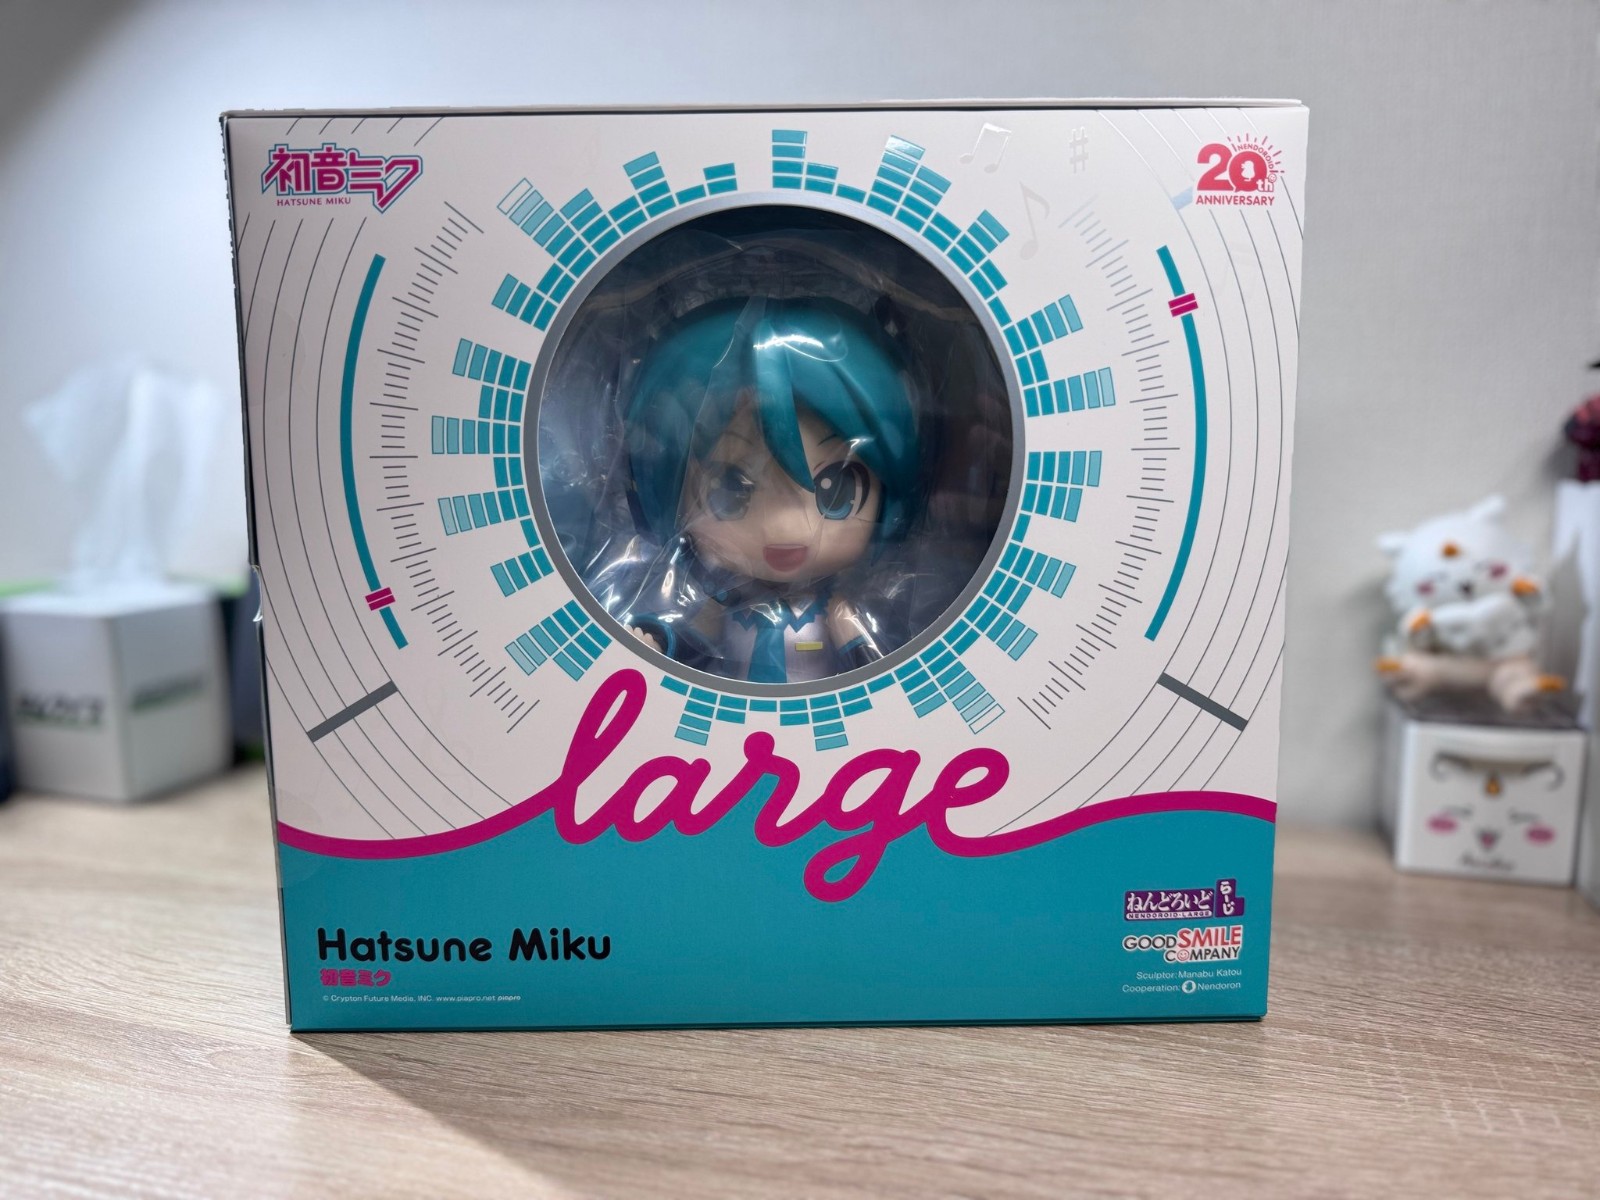 初音ミク
HATSUNE MIKU
NENDOROID
20th
ANNIVERSARY
large
Hatsune Miku
初音ミク
© Crypton Future Media, INC. www.piapro.net piapro
ねんどろいど
らーじ
NENDOROID·LARGE
GOOD SMILE
COMPANY
Sculptor: Manabu Katou
Cooperation: Nendoron